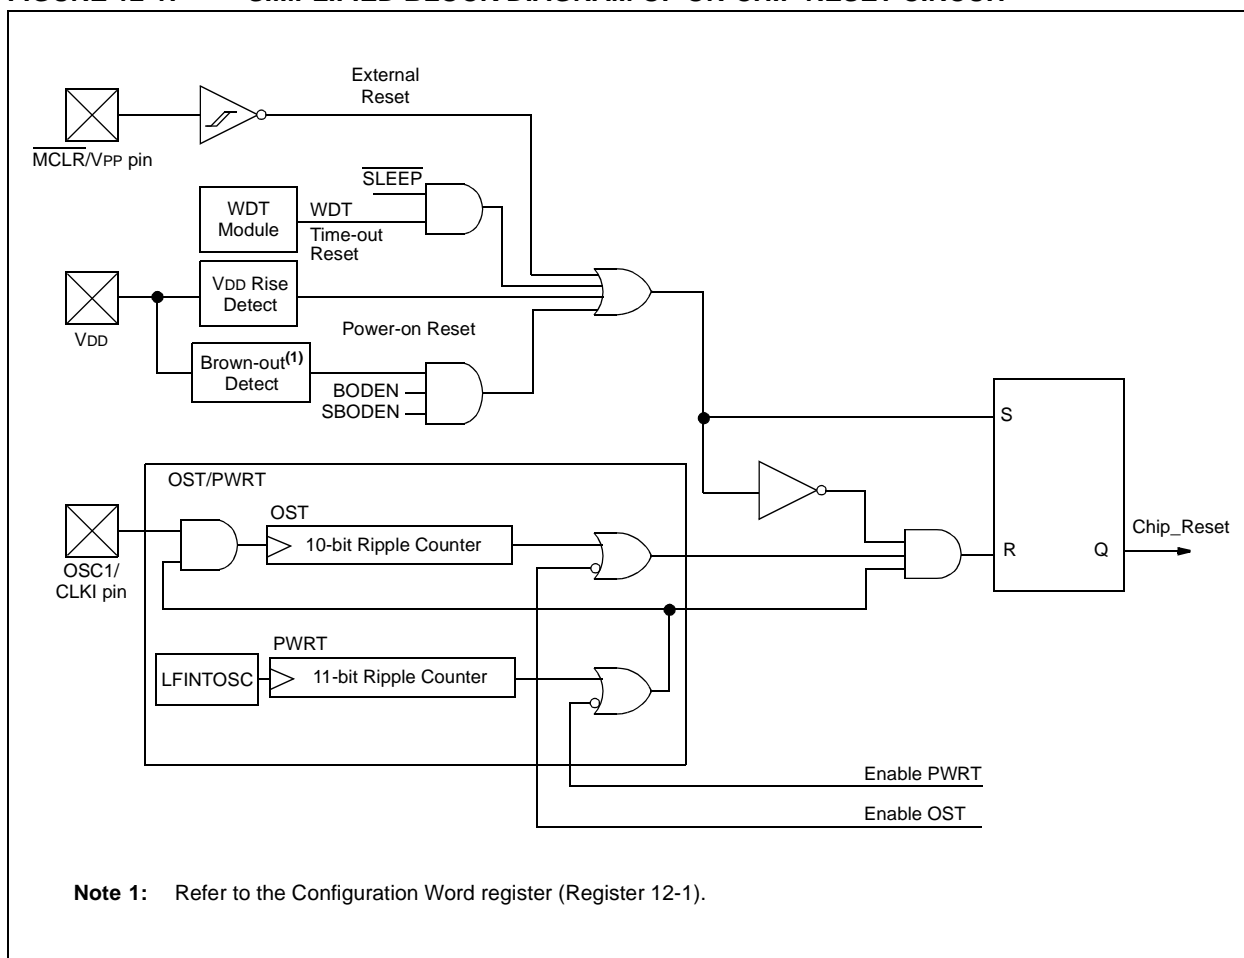 FIGURE 12-1: SIMPLIFIED BLOCK DIAGRAM OF ON-CHIP RESET CIRCUIT
External
Reset
MCLR/VPP pin
SLEEP
WDT
Module
WDT
Time-out
Reset
VDD Rise
Detect
VDD
Power-on Reset
Brown-out(1)
Detect
BODEN
SBODEN
S
OST/PWRT
OST
10-bit Ripple Counter
OSC1/
CLKI pin
Chip_Reset
R
Q
PWRT
LFINTOSC
11-bit Ripple Counter
Enable PWRT
Enable OST
Note 1: Refer to the Configuration Word register (Register 12-1).